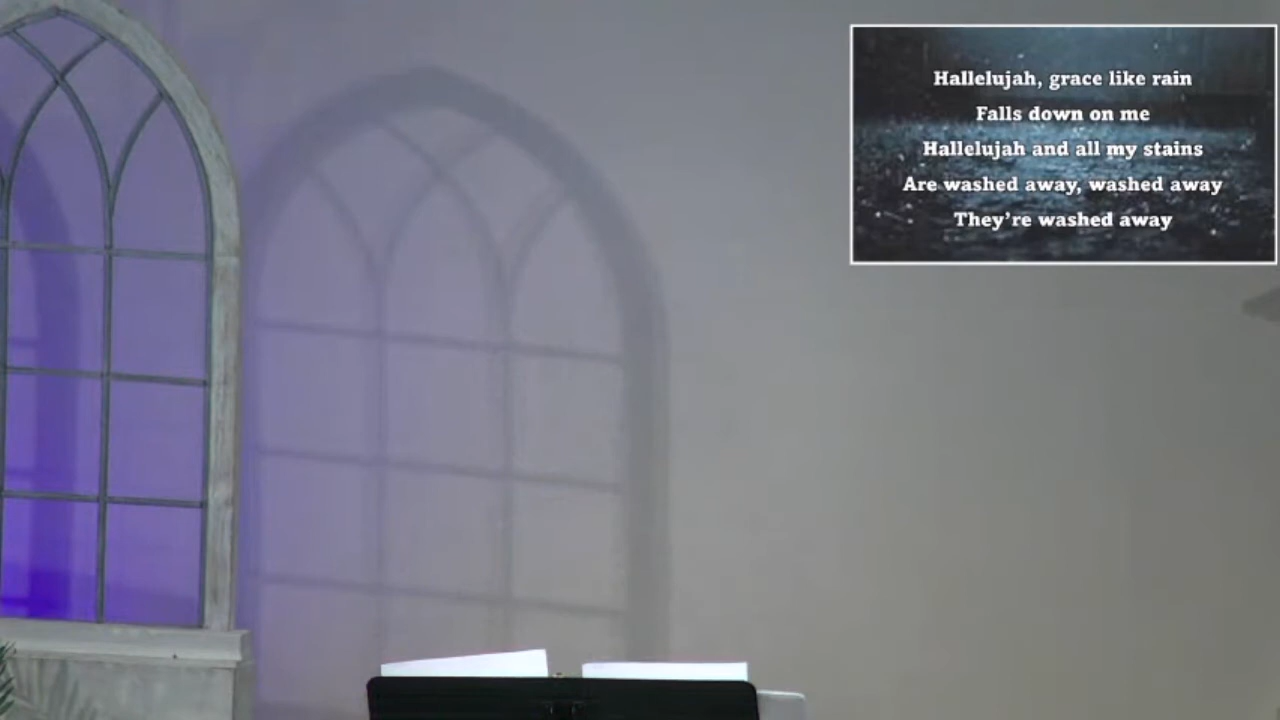 Hallelujah, grace like rain
Falls down on me
Hallelujah and all my stains
Are washed away, washed away
They're washed away